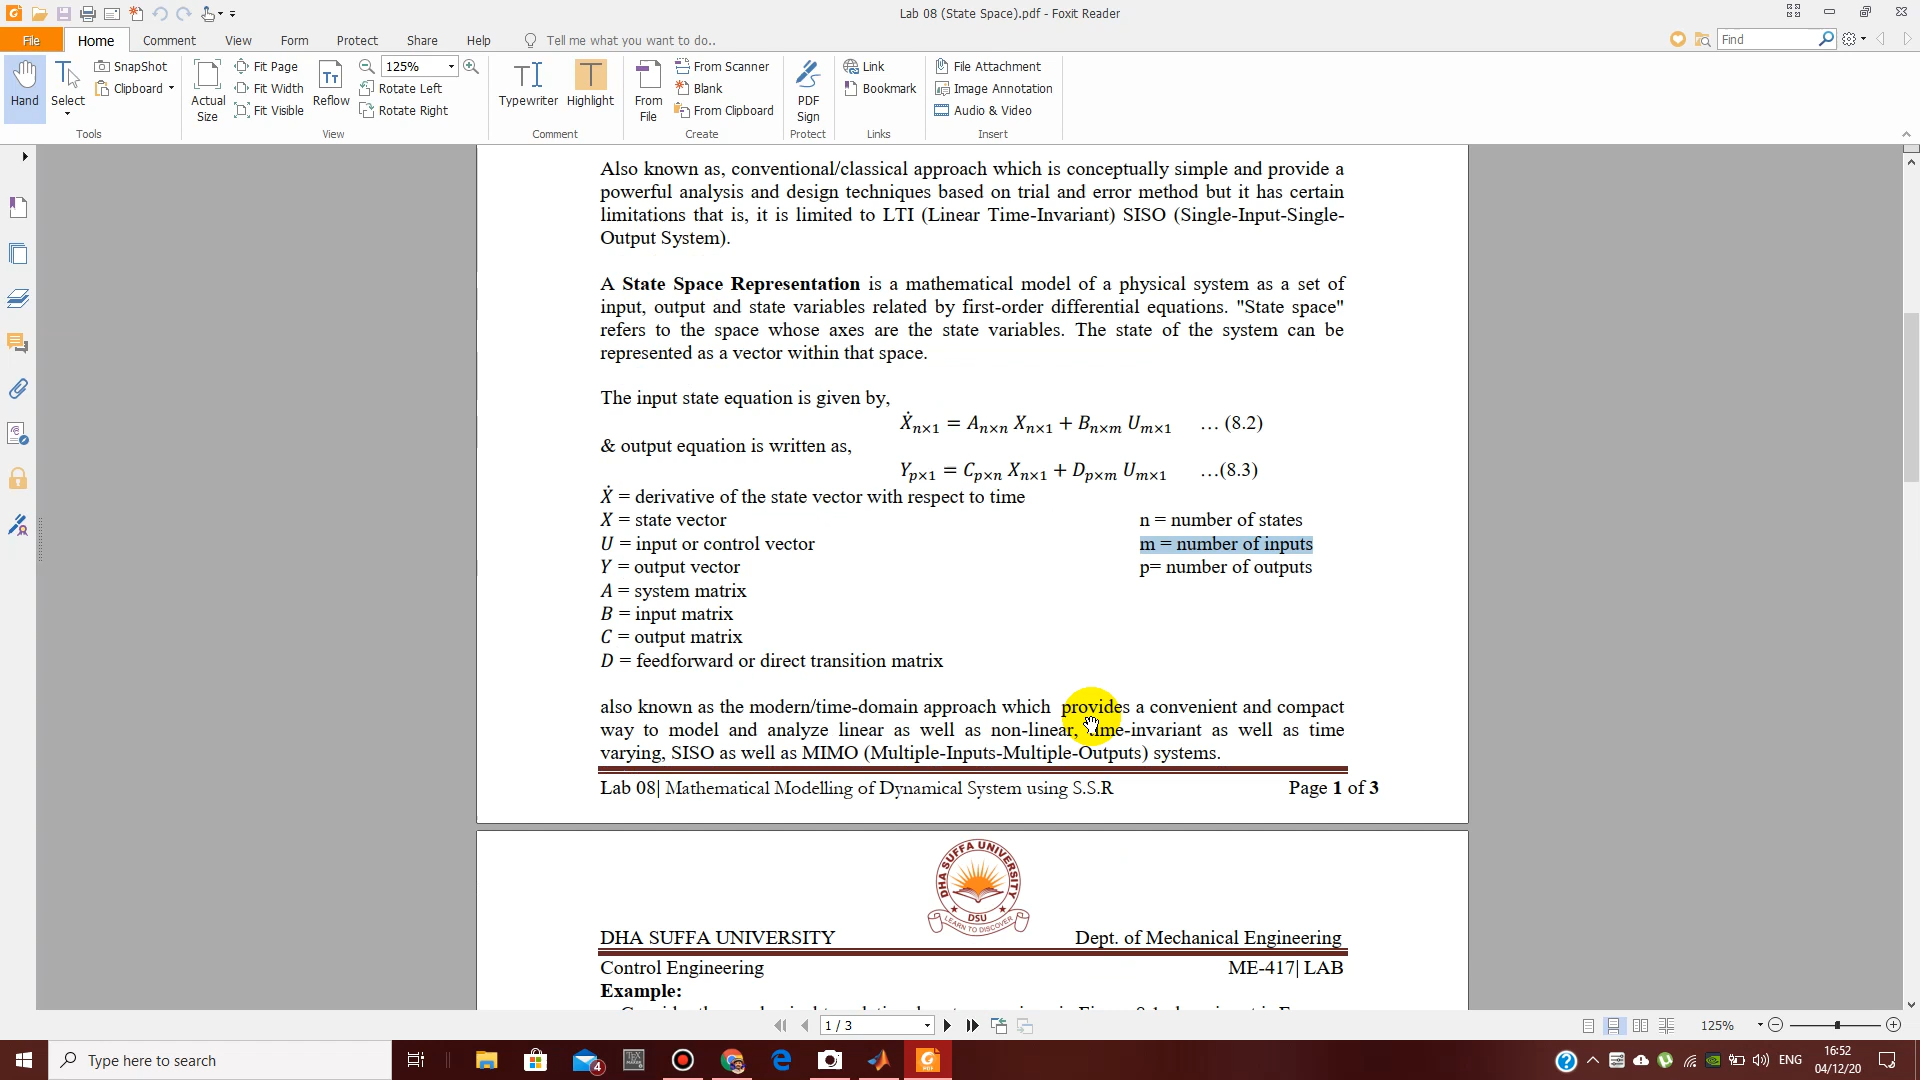 Lab 08 (State Space).pdf - Foxit Reader
File Home Comment View Form Protect Share Help Tell me what you want to do.. Find
Hand Select SnapShot Clipboard Actual Size Fit Page Fit Width Fit Visible Reflow 125% Rotate Left Rotate Right Typewriter Highlight From File From Scanner Blank From Clipboard PDF Sign Link Bookmark File Attachment Image Annotation Audio & Video
Tools View Comment Create Protect Links Insert
Also known as, conventional/classical approach which is conceptually simple and provide a
powerful analysis and design techniques based on trial and error method but it has certain
limitations that is, it is limited to LTI (Linear Time-Invariant) SISO (Single-Input-Single-
Output System).
A State Space Representation is a mathematical model of a physical system as a set of
input, output and state variables related by first-order differential equations. "State space"
refers to the space whose axes are the state variables. The state of the system can be
represented as a vector within that space.
The input state equation is given by,
Ẋn×1 = An×n Xn×1 + Bn×m Um×1 … (8.2)
& output equation is written as,
Yp×1 = Cp×n Xn×1 + Dp×m Um×1 …(8.3)
Ẋ = derivative of the state vector with respect to time
X = state vector n = number of states
U = input or control vector m = number of inputs
Y = output vector p= number of outputs
A = system matrix
B = input matrix
C = output matrix
D = feedforward or direct transition matrix
also known as the modern/time-domain approach which provides a convenient and compact
way to model and analyze linear as well as non-linear, time-invariant as well as time
varying, SISO as well as MIMO (Multiple-Inputs-Multiple-Outputs) systems.
Lab 08| Mathematical Modelling of Dynamical System using S.S.R Page 1 of 3
DHA SUFFA UNIVERSITY
DSU
LEARN TO DISCOVER
DHA SUFFA UNIVERSITY Dept. of Mechanical Engineering
Control Engineering ME-417| LAB
Example:
1 / 3 125%
Type here to search 4 ENG 16:52
04/12/20